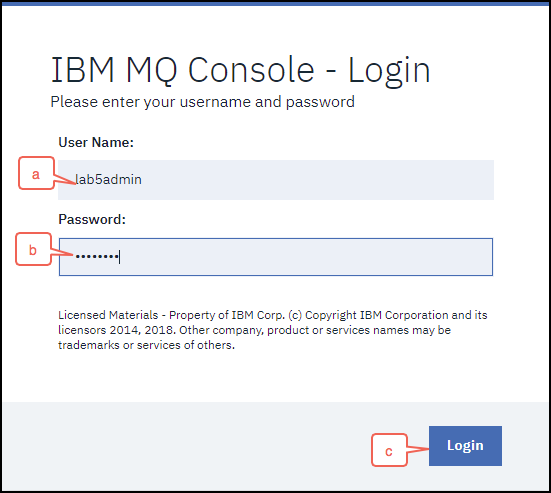 IBM MQ Console - Login
Please enter your username and password
User Name:
a
lab5admin
Password:
b
••••••••
Licensed Materials - Property of IBM Corp. (c) Copyright IBM Corporation and its
licensors 2014, 2018. Other company, product or services names may be
trademarks or services of others.
c
Login